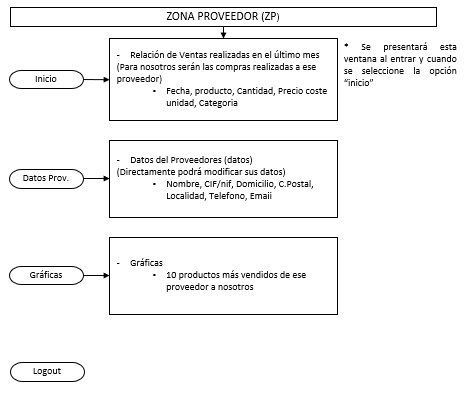 ZONA PROVEEDOR (ZP)
- Relación de Ventas realizadas en el último mes
(Para nosotros serán las compras realizadas a ese
proveedor)
• Fecha, producto, Cantidad, Precio coste
unidad, Categoria
* Se presentará esta
ventana al entrar y cuando
se seleccione la opción
"inicio"
Inicio
- Datos del Proveedores (datos)
(Directamente podrá modificar sus datos)
• Nombre, CIF/nif, Domicilio, C.Postal,
Localidad, Telefono, Emaii
Datos Prov.
- Gráficas
• 10 productos más vendidos de ese
proveedor a nosotros
Gráficas
Logout